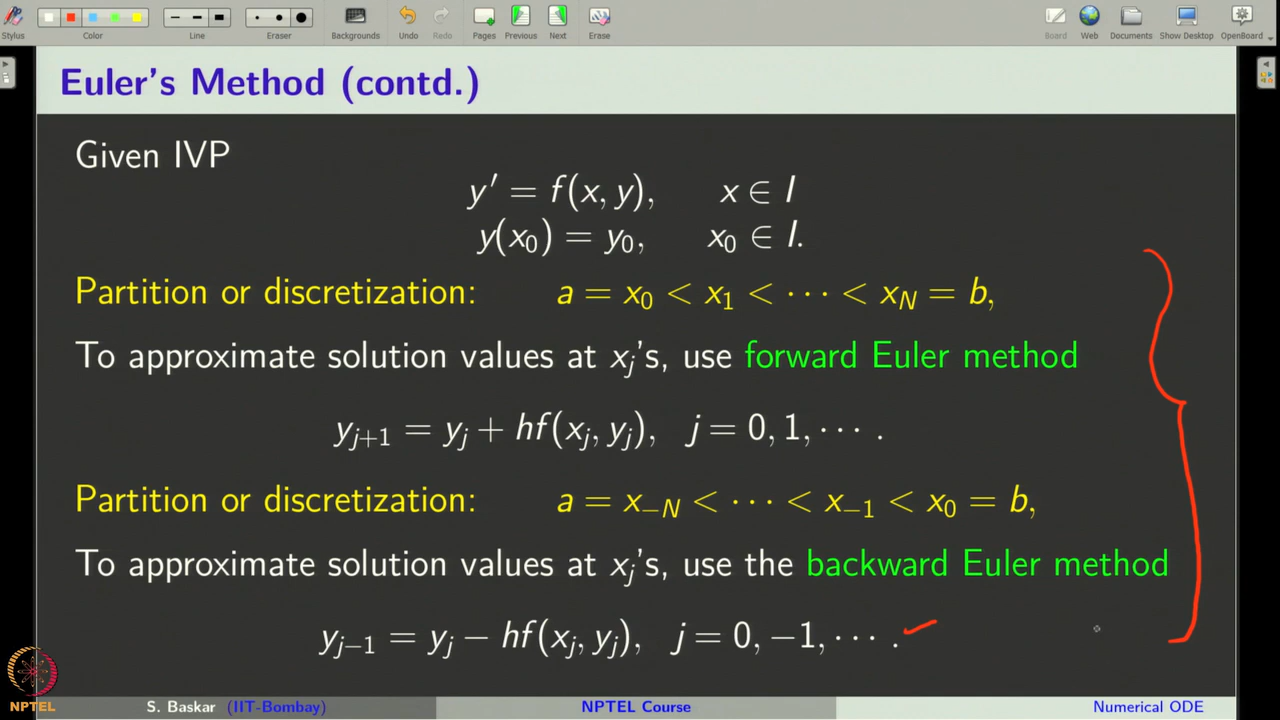 Stylus Color Line Eraser Backgrounds Undo Redo Pages Previous Next Erase Board Web Documents Show Desktop OpenBoard
Euler's Method (contd.)
Given IVP
y′ = f(x, y), x ∈ I
y(x₀) = y₀, x₀ ∈ I.
Partition or discretization: a = x₀ < x₁ < ⋯ < x_N = b,
To approximate solution values at x_j's, use forward Euler method
y_{j+1} = y_j + hf(x_j, y_j), j = 0, 1, ⋯ .
Partition or discretization: a = x_{−N} < ⋯ < x_{−1} < x₀ = b,
To approximate solution values at x_j's, use the backward Euler method
y_{j−1} = y_j − hf(x_j, y_j), j = 0, −1, ⋯ .
NPTEL
S. Baskar (IIT-Bombay) NPTEL Course Numerical ODE